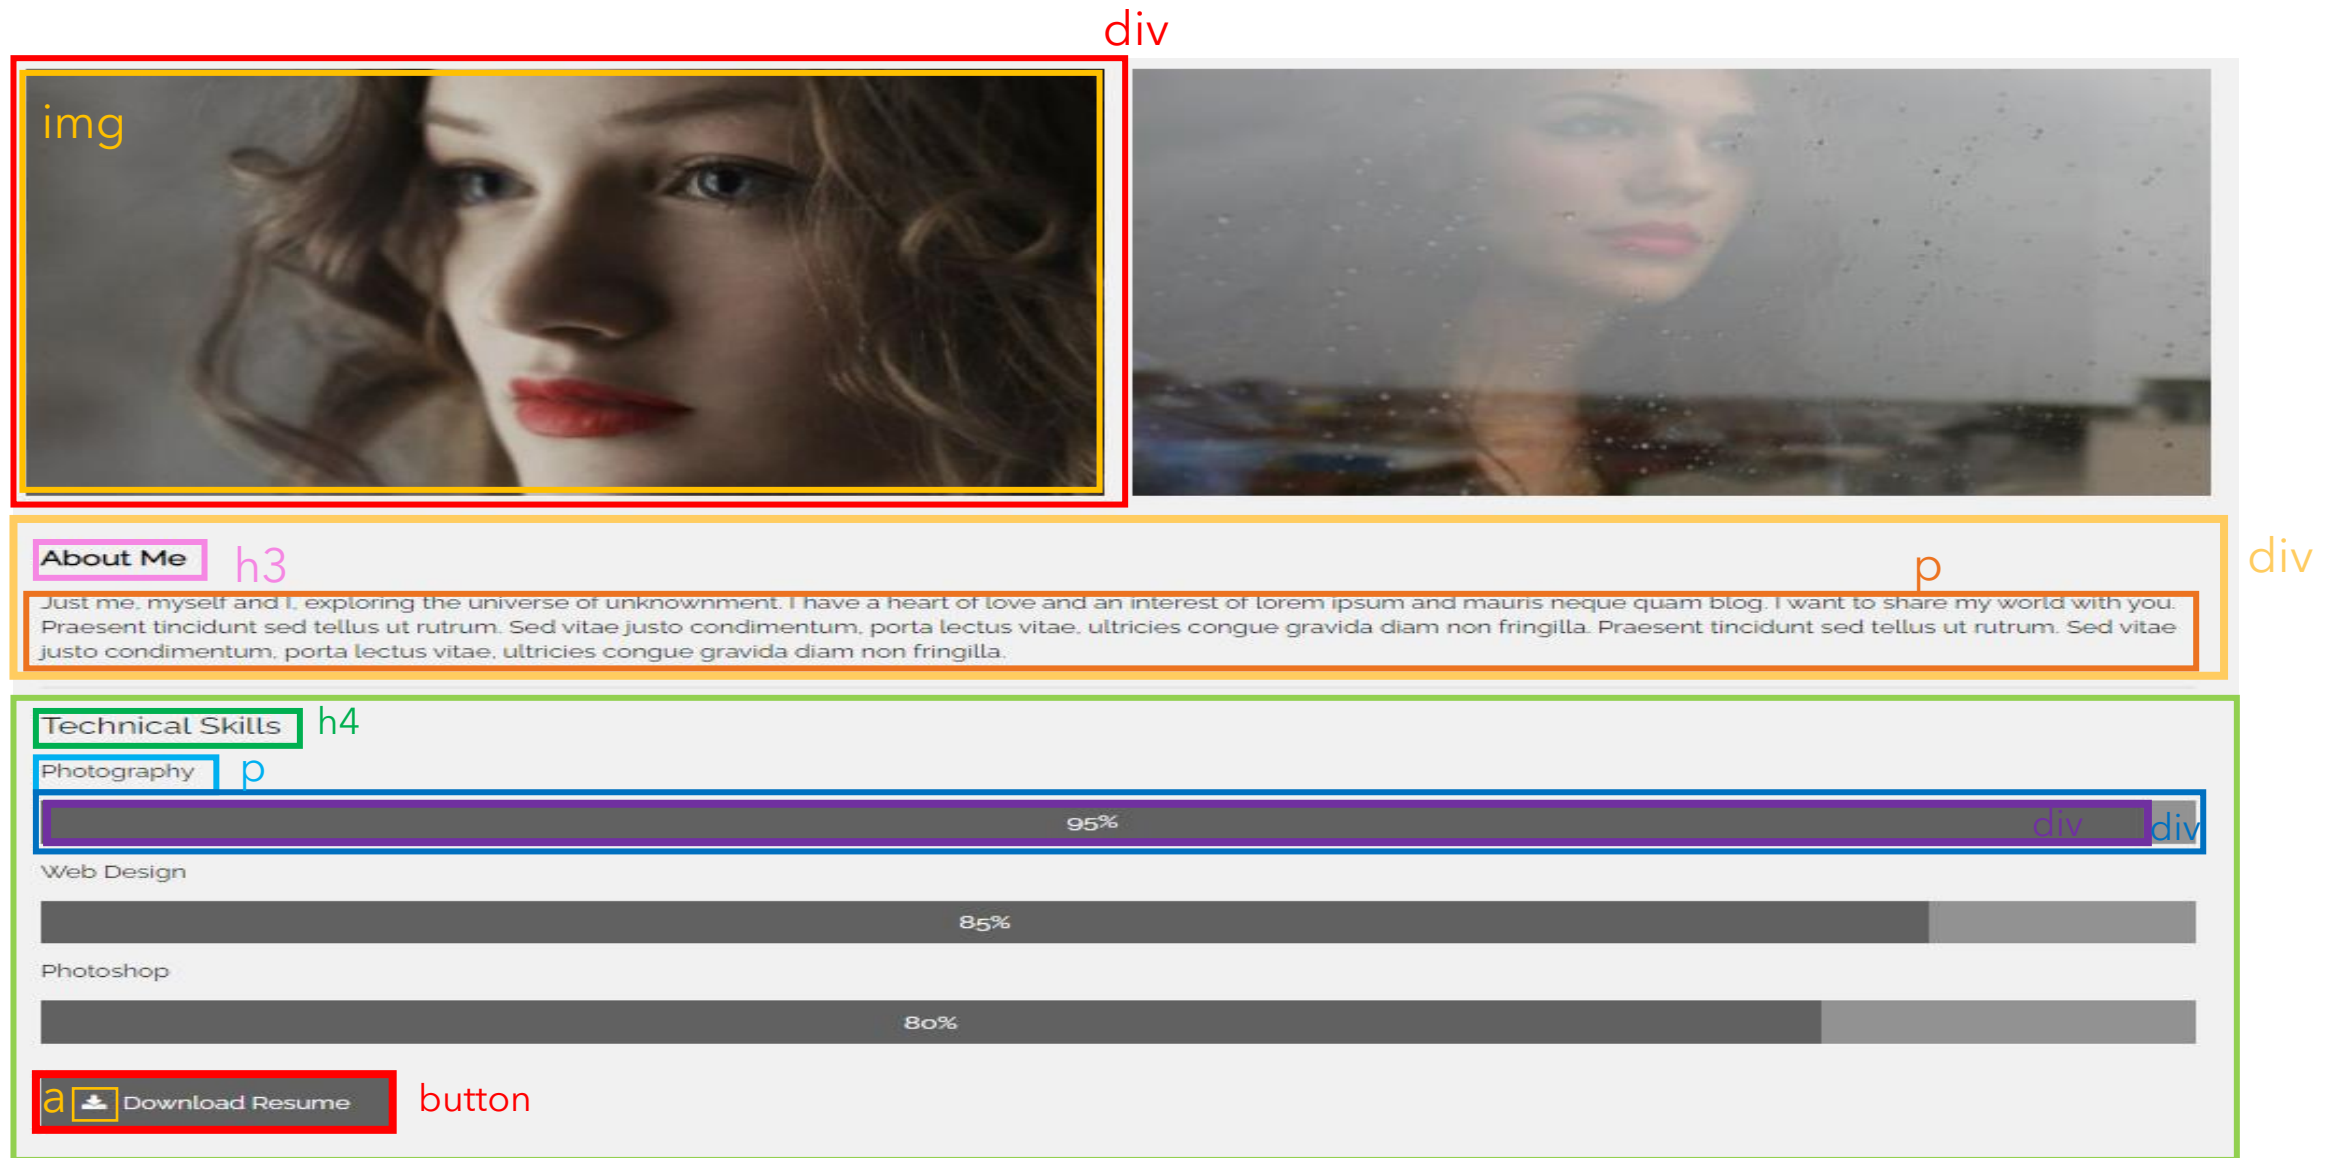 div
img
About Me h3 p div
Just me, myself and I, exploring the universe of unknownment. I have a heart of love and an interest of lorem ipsum and mauris neque quam blog. I want to share my world with you.
Praesent tincidunt sed tellus ut rutrum. Sed vitae justo condimentum, porta lectus vitae, ultricies congue gravida diam non fringilla. Praesent tincidunt sed tellus ut rutrum. Sed vitae
justo condimentum, porta lectus vitae, ultricies congue gravida diam non fringilla.
Technical Skills h4
Photography p
95% div div
Web Design
85%
Photoshop
80%
a Download Resume button